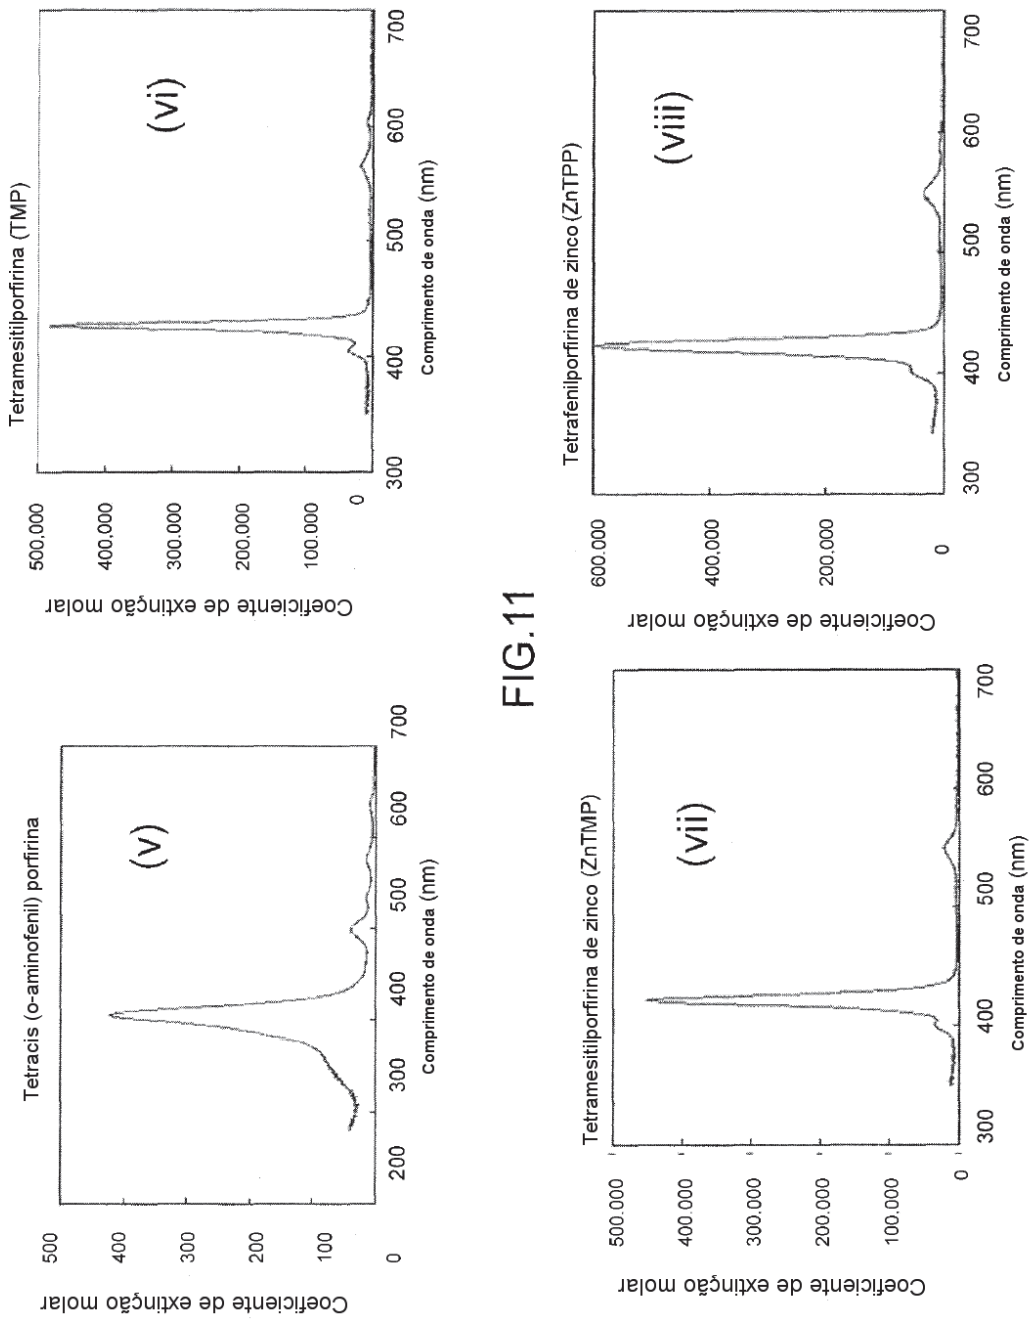 Tetracis (o-aminofenil) porfirina
(v)
Coeficiente de extinção molar
500
400
300
200
100
0
200
300
400
500
600
700
Comprimento de onda (nm)
Tetramesitilporfirina (TMP)
(vi)
Coeficiente de extinção molar
500.000
400.000
300.000
200.000
100.000
0
300
400
500
600
700
Comprimento de onda (nm)
FIG.11
Tetramesitilporfirina de zinco (ZnTMP)
(vii)
Coeficiente de extinção molar
500.000
400.000
300.000
200.000
100.000
0
300
400
500
600
700
Comprimento de onda (nm)
Tetrafenilporfirina de zinco (ZnTPP)
(viii)
Coeficiente de extinção molar
600.000
400.000
200.000
0
300
400
500
600
700
Comprimento de onda (nm)